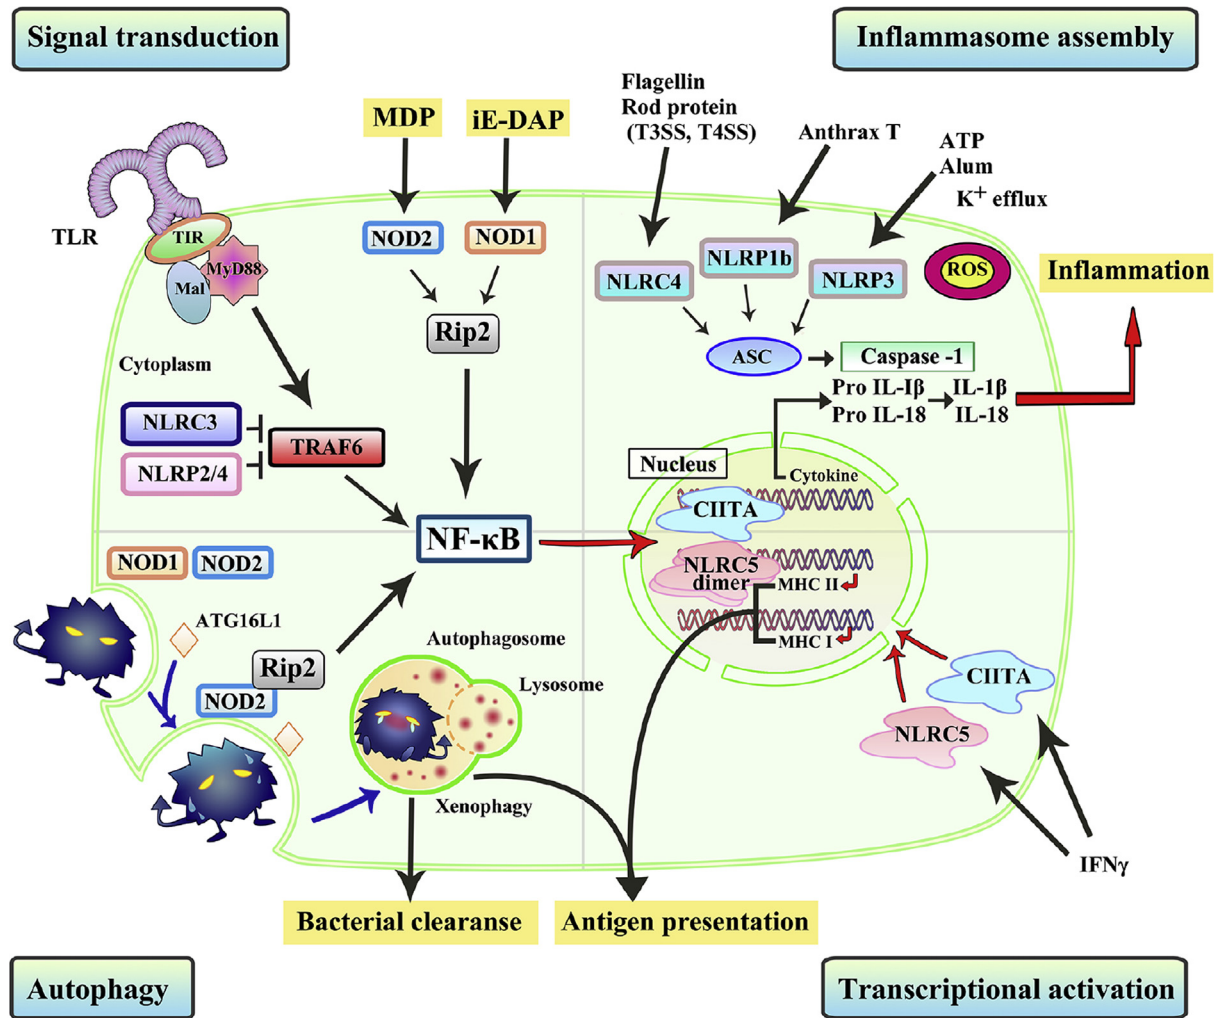 Signal transduction
Inflammasome assembly
Flagellin
Rod protein
(T3SS, T4SS)
Anthrax T
ATP
Alum
K+ efflux
MDP
iE-DAP
TLR
TIR
MyD88
Mal
NOD2
NOD1
NLRC4
NLRP1b
NLRP3
ROS
Inflammation
Rip2
ASC
Caspase -1
Cytoplasm
Pro IL-Iβ
IL-1β
Pro IL-18
IL-18
NLRC3
NLRP2/4
TRAF6
Nucleus
Cytokine
CIITA
NF-κB
NLRC5
dimer
MHC II
MHC I
NOD1
NOD2
ATG16L1
Rip2
NOD2
Autophagosome
Lysosome
Xenophagy
CIITA
NLRC5
IFNγ
Bacterial clearanse
Antigen presentation
Autophagy
Transcriptional activation